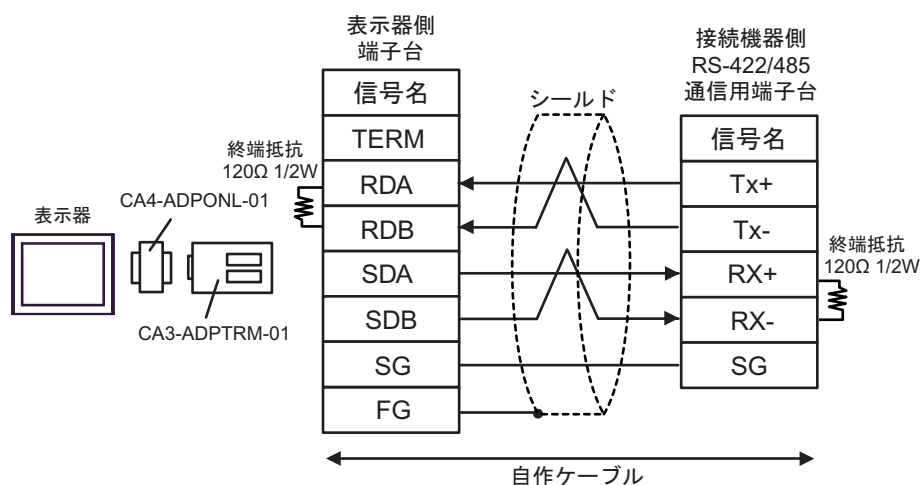 表示器側
端子台
接続機器側
RS-422/485
通信用端子台
信号名
TERM
RDA
RDB
SDA
SDB
SG
FG
シールド
信号名
Tx+
Tx-
RX+
RX-
SG
終端抵抗
120Ω 1/2W
終端抵抗
120Ω 1/2W
表示器
CA4-ADPONL-01
CA3-ADPTRM-01
自作ケーブル